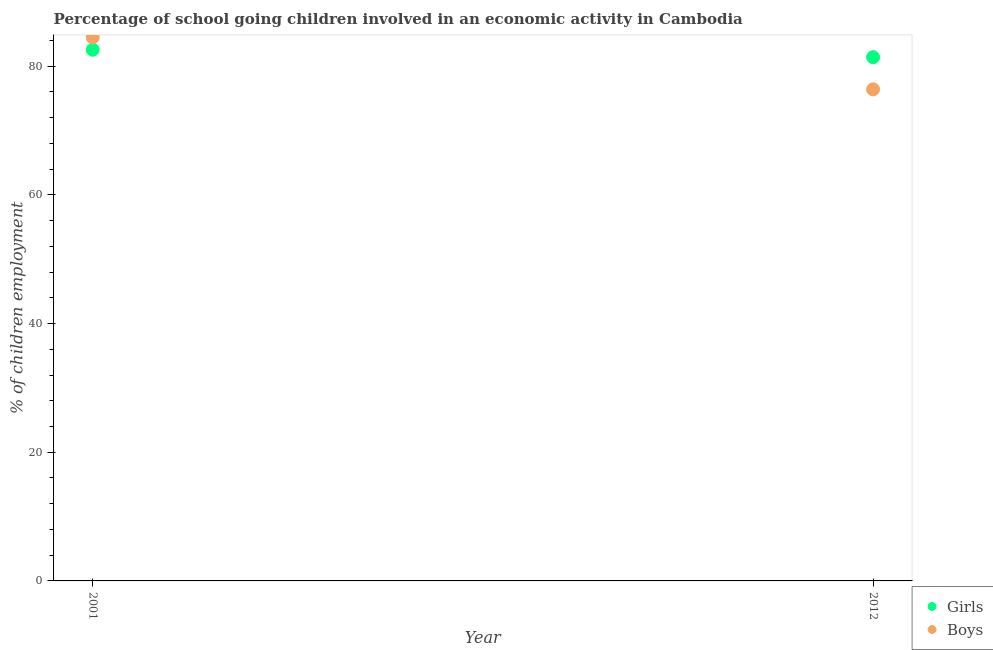 Percentage of school going children involved in an economic activity in Cambodia
% of children employment
80
60
40
20
0
2001
2012
Year
Girls
Boys